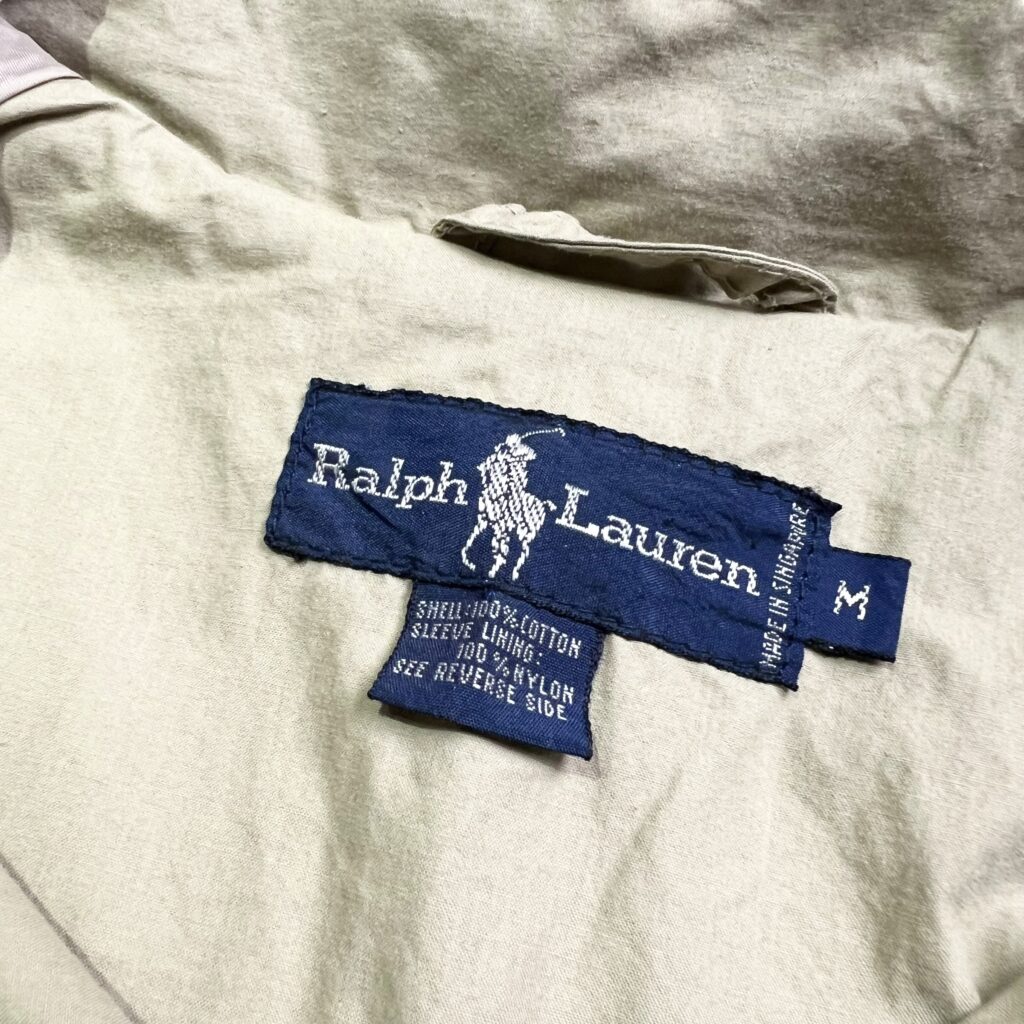 Ralph Lauren
MADE IN SINGAPORE
M
SHELL:100%COTTON
SLEEVE LINING:
100%NYLON
SEE REVERSE SIDE